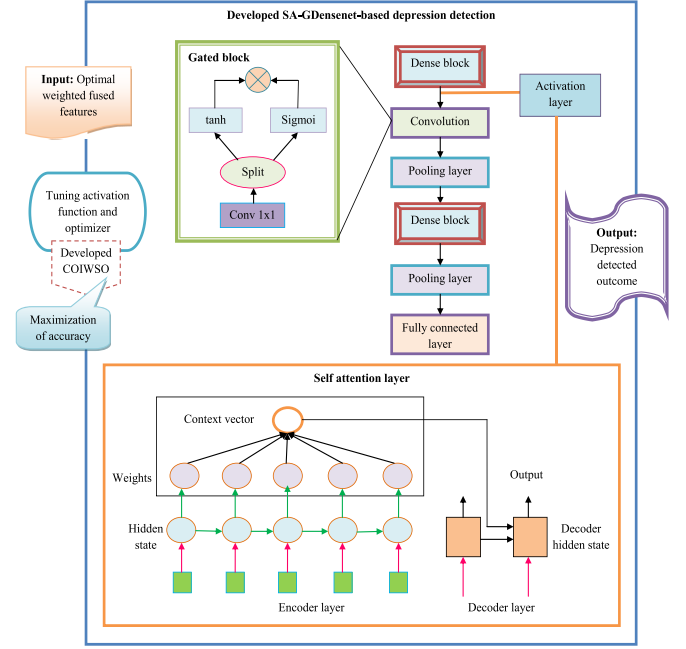 Developed SA-GDensenet-based depression detection
Input: Optimal
weighted fused
features
Tuning activation
function and
optimizer
Developed
COIWSO
Maximization
of accuracy
Gated block
tanh
Sigmoi
Split
Conv 1x1
Dense block
Convolution
Pooling layer
Dense block
Pooling layer
Fully connected
layer
Activation
layer
Output:
Depression
detected
outcome
Self attention layer
Context vector
Weights
Hidden
state
Encoder layer
Output
Decoder
hidden state
Decoder layer